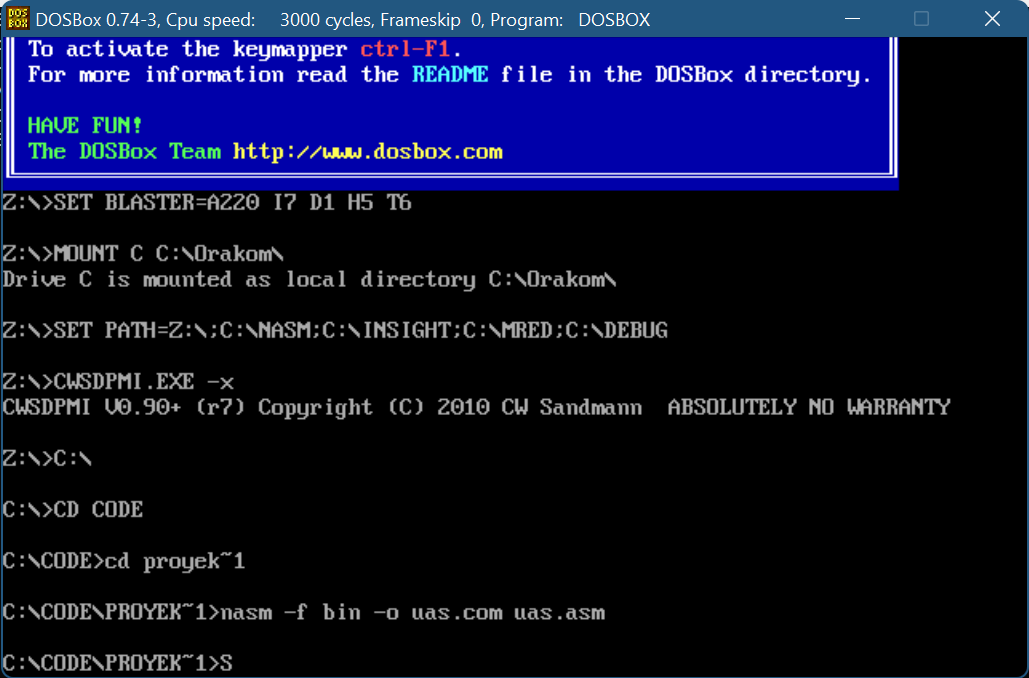 DOS BOX DOSBox 0.74-3, Cpu speed: 3000 cycles, Frameskip 0, Program: DOSBOX
To activate the keymapper ctrl-F1.
For more information read the README file in the DOSBox directory.
HAVE FUN!
The DOSBox Team http://www.dosbox.com
Z:\>SET BLASTER=A220 I7 D1 H5 T6
Z:\>MOUNT C C:\Orakom\
Drive C is mounted as local directory C:\Orakom\
Z:\>SET PATH=Z:\;C:\NASM;C:\INSIGHT;C:\MRED;C:\DEBUG
Z:\>CWSDPMI.EXE -x
CWSDPMI V0.90+ (r7) Copyright (C) 2010 CW Sandmann  ABSOLUTELY NO WARRANTY
Z:\>C:\
C:\>CD CODE
C:\CODE>cd proyek~1
C:\CODE\PROYEK~1>nasm -f bin -o uas.com uas.asm
C:\CODE\PROYEK~1>S